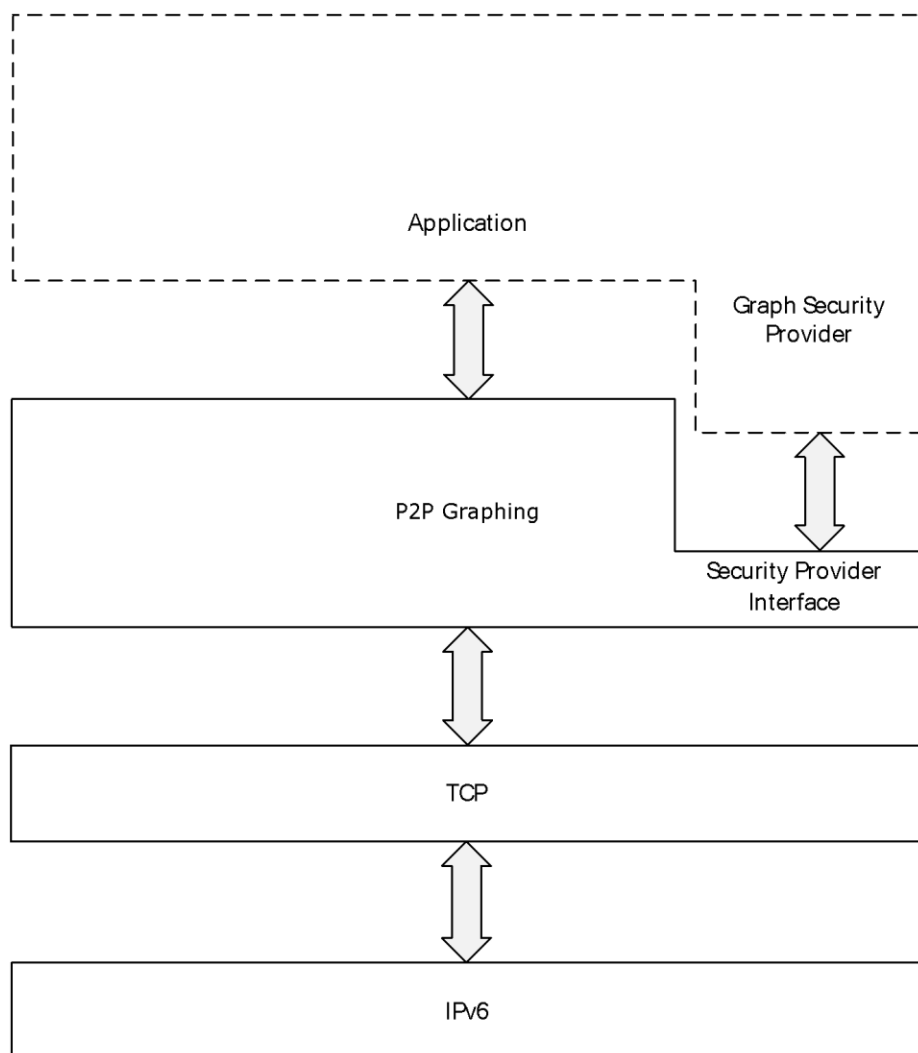 Application
Graph Security
Provider
P2P Graphing
Security Provider
Interface
TCP
IPv6